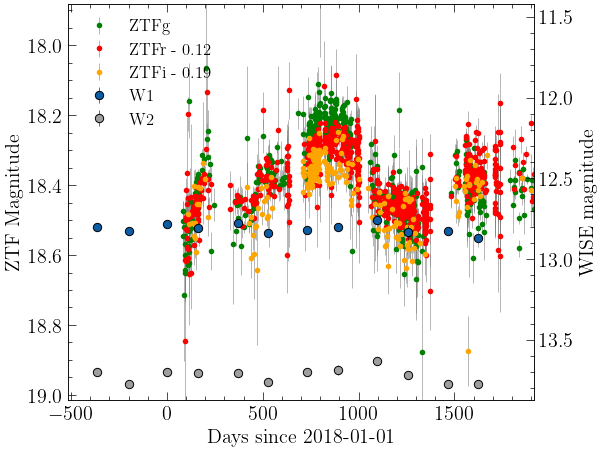 ZTFg
ZTFr - 0.12
ZTFi - 0.19
W1
W2
18.0
18.2
18.4
18.6
18.8
19.0
ZTF Magnitude
11.5
12.0
12.5
13.0
13.5
WISE magnitude
−500 0 500 1000 1500
Days since 2018-01-01